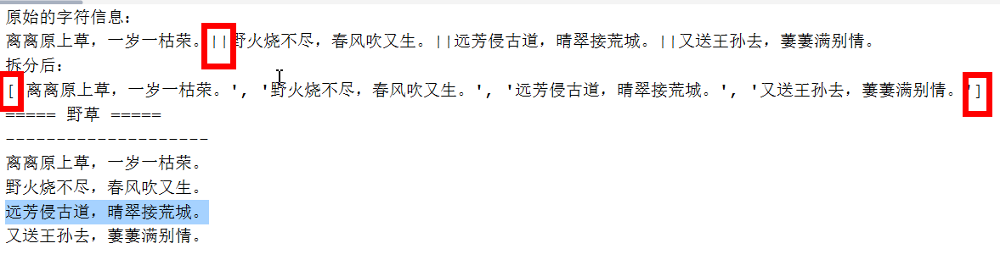 原始的字符信息：
离离原上草，一岁一枯荣。||野火烧不尽，春风吹又生。||远芳侵古道，晴翠接荒城。||又送王孙去，萋萋满别情。
拆分后：
['离离原上草，一岁一枯荣。', '野火烧不尽，春风吹又生。', '远芳侵古道，晴翠接荒城。', '又送王孙去，萋萋满别情。']
===== 野草 =====
--------------------
离离原上草，一岁一枯荣。
野火烧不尽，春风吹又生。
远芳侵古道，晴翠接荒城。
又送王孙去，萋萋满别情。